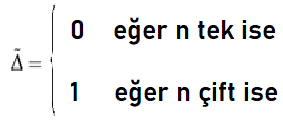 0 eğer n tek ise
Δ̃ =
1 eğer n çift ise